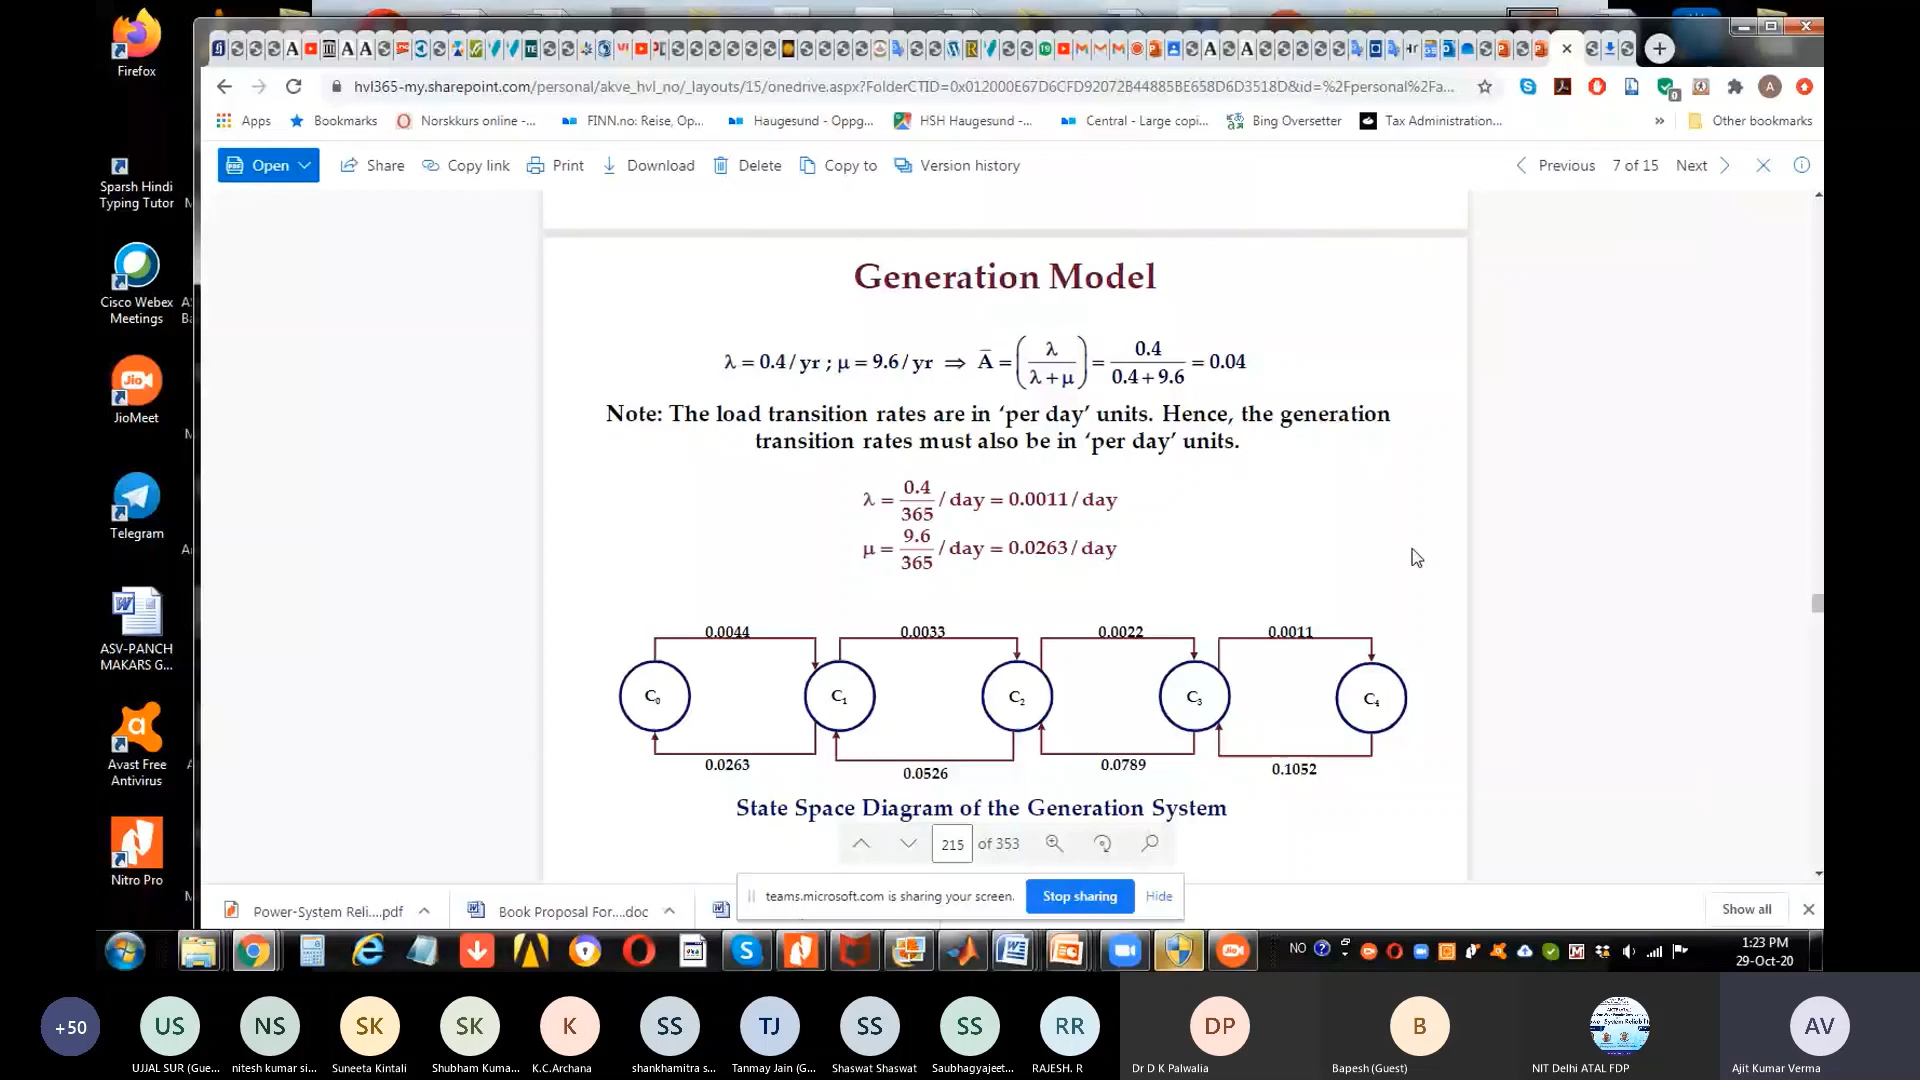 Firefox
hvl365-my.sharepoint.com/personal/akve_hvl_no/_layouts/15/onedrive.aspx?FolderCTID=0x012000E67D6CFD92072B44885BE658D6D3518D&id=%2Fpersonal%2Fa...
Apps Bookmarks Norskkurs online -... FINN.no: Reise, Op... Haugesund - Oppg... HSH Haugesund -... Central - Large copi... Bing Oversetter Tax Administration... » Other bookmarks
Open Share Copy link Print Download Delete Copy to Version history Previous 7 of 15 Next
Sparsh Hindi
Typing Tutor
Cisco Webex
Meetings
JioMeet
Telegram
ASV-PANCH
MAKARS G...
Avast Free
Antivirus
Nitro Pro
Generation Model
λ = 0.4 / yr ; μ = 9.6 / yr ⇒ A̅ = (λ / (λ + μ)) = 0.4 / (0.4 + 9.6) = 0.04
Note: The load transition rates are in ‘per day’ units. Hence, the generation
transition rates must also be in ‘per day’ units.
λ = 0.4/365 / day = 0.0011 / day
μ = 9.6/365 / day = 0.0263 / day
0.0044 0.0033 0.0022 0.0011
C₀ C₁ C₂ C₃ C₄
0.0263 0.0526 0.0789 0.1052
State Space Diagram of the Generation System
215 of 353
teams.microsoft.com is sharing your screen. Stop sharing Hide
Power-System Reli....pdf Book Proposal For....doc Show all
NO 1:23 PM
29-Oct-20
+50 US NS SK SK K SS TJ SS SS RR DP B AV
UJJAL SUR (Gue... nitesh kumar si... Suneeta Kintali Shubham Kuma... K.C.Archana shankhamitra s... Tanmay Jain (G... Shaswat Shaswat Saubhagyajeet... RAJESH. R Dr D K Palwalia Bapesh (Guest) NIT Delhi ATAL FDP Ajit Kumar Verma